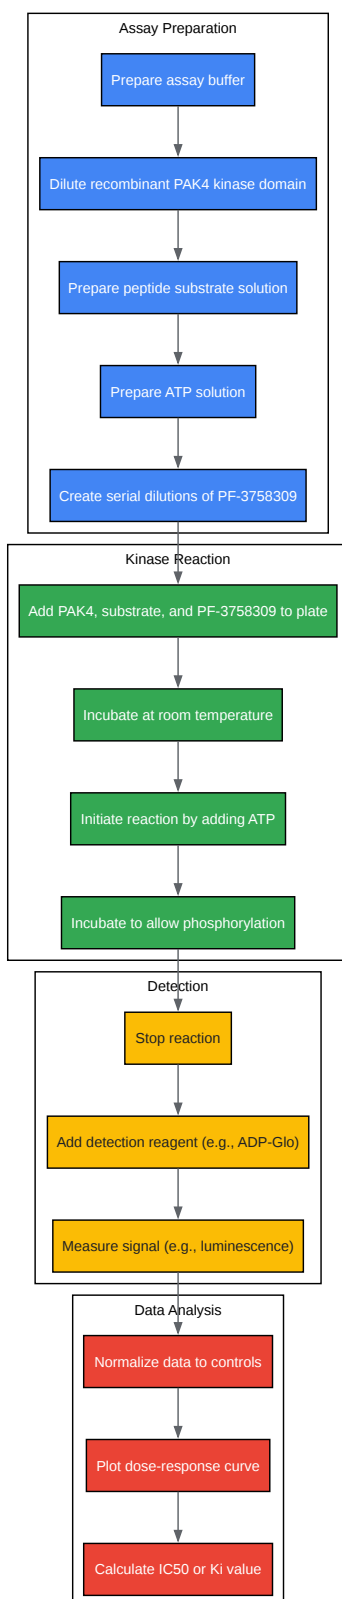 Assay Preparation
Prepare assay buffer
Dilute recombinant PAK4 kinase domain
Prepare peptide substrate solution
Prepare ATP solution
Create serial dilutions of PF-3758309
Kinase Reaction
Add PAK4, substrate, and PF-3758309 to plate
Incubate at room temperature
Initiate reaction by adding ATP
Incubate to allow phosphorylation
Detection
Stop reaction
Add detection reagent (e.g., ADP-Glo)
Measure signal (e.g., luminescence)
Data Analysis
Normalize data to controls
Plot dose-response curve
Calculate IC50 or Ki value